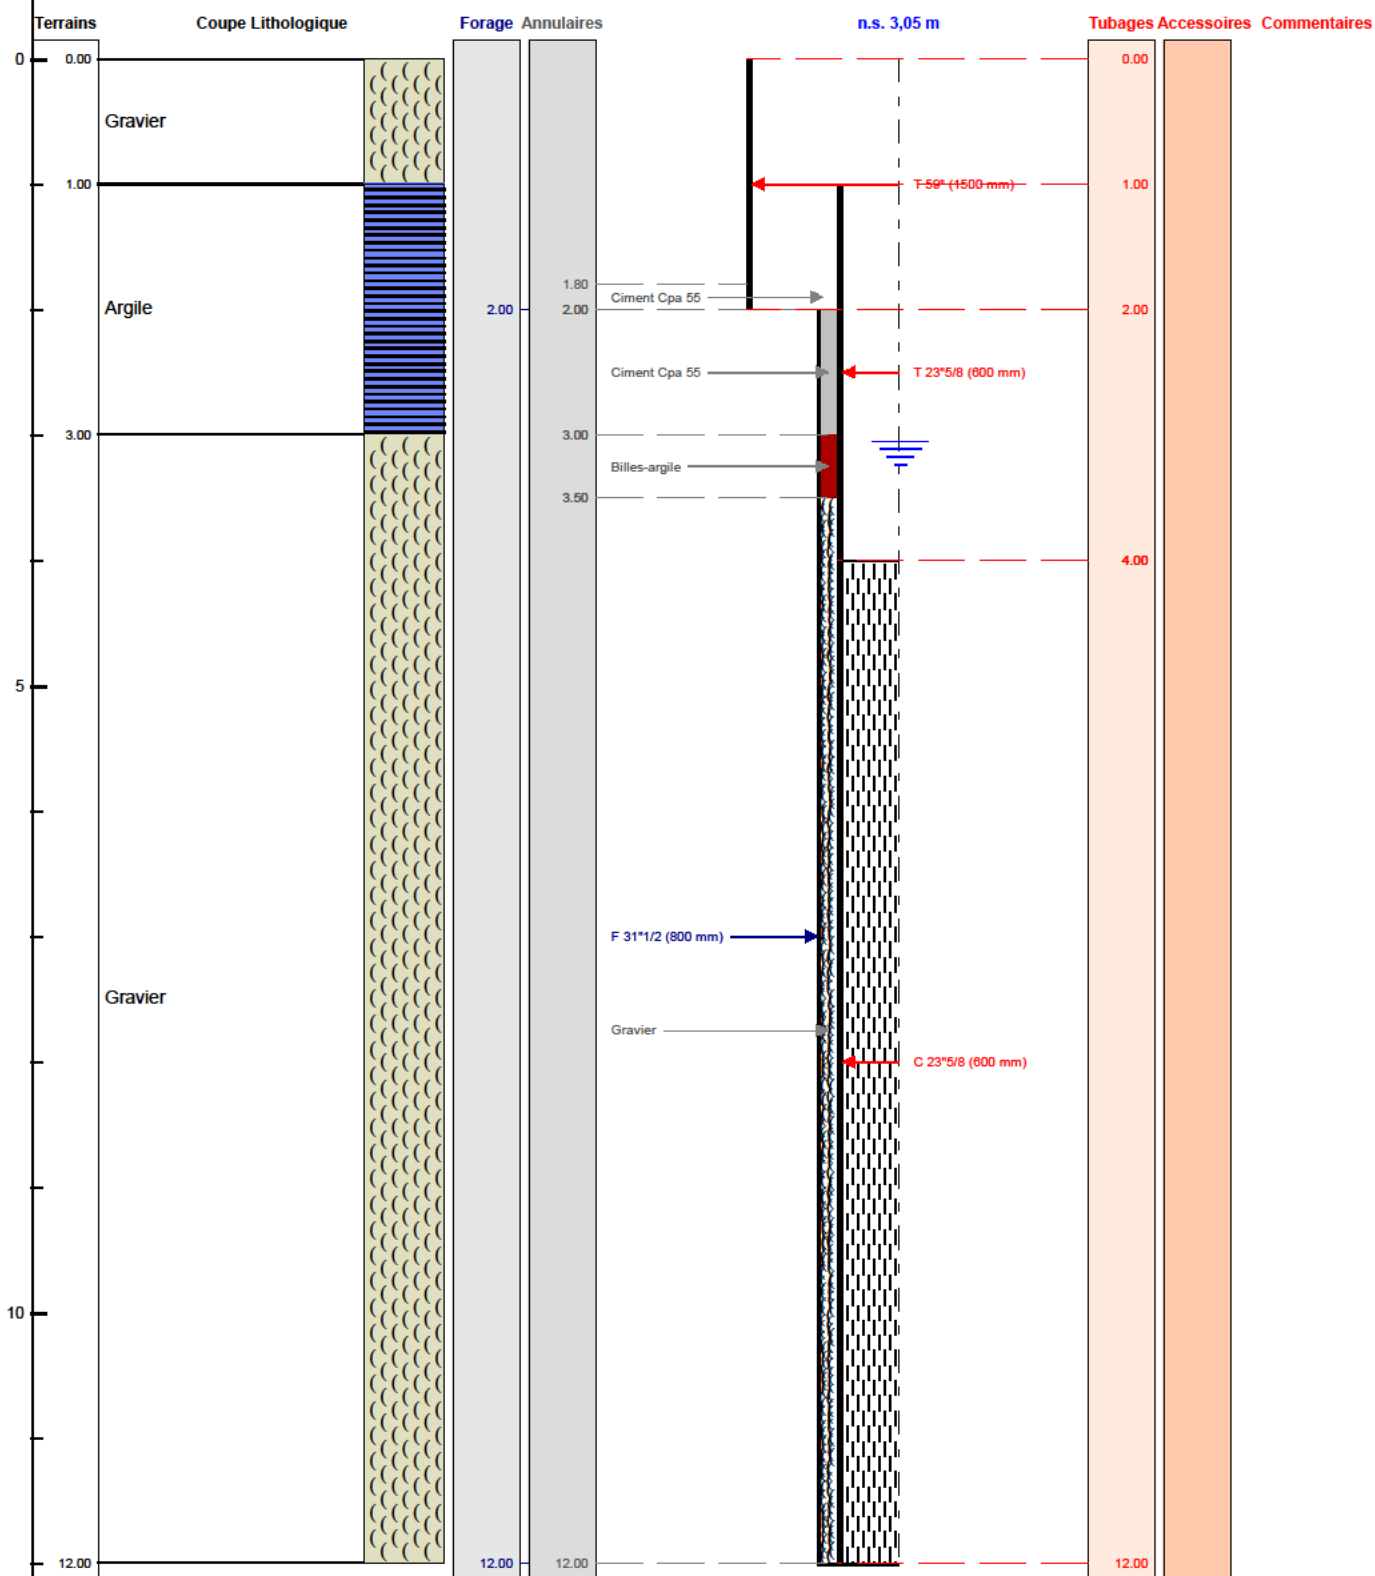 Terrains Coupe Lithologique Forage Annulaires n.s. 3,05 m Tubages Accessoires Commentaires
0 0.00 0.00
Gravier
1.00 T 59" (1500 mm) 1.00
1.80
Ciment Cpa 55
Argile 2.00 2.00 2.00
Ciment Cpa 55 T 23"5/8 (600 mm)
3.00 3.00
Billes-argile
3.50
4.00
5
F 31"1/2 (800 mm)
Gravier
Gravier
C 23"5/8 (600 mm)
10
12.00 12.00 12.00 12.00